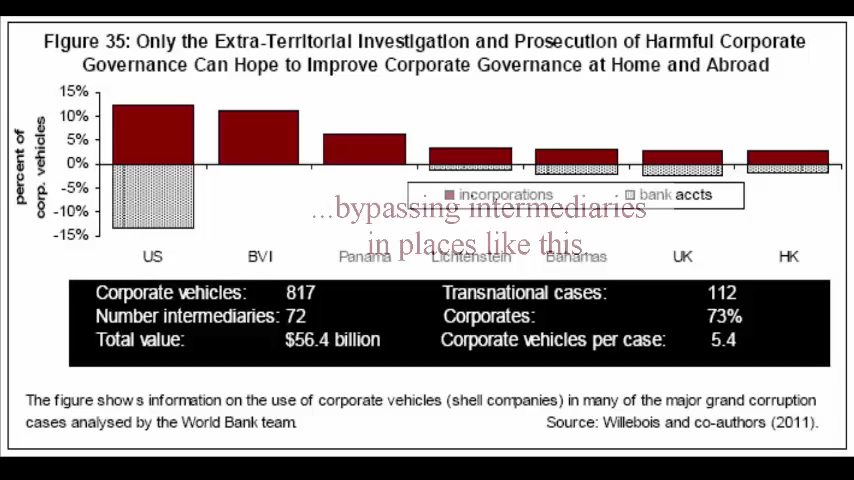 Figure 35: Only the Extra-Territorial Investigation and Prosecution of Harmful Corporate
Governance Can Hope to Improve Corporate Governance at Home and Abroad
percent of
corp. vehicles
15%
10%
5%
0%
-5%
-10%
-15%
incorporations bank accts
...bypassing intermediaries
in places like this
US BVI Panama Lichtenstein Bahamas UK HK
Corporate vehicles: 817 Transnational cases: 112
Number intermediaries: 72 Corporates: 73%
Total value: $56.4 billion Corporate vehicles per case: 5.4
The figure shows information on the use of corporate vehicles (shell companies) in many of the major grand corruption
cases analysed by the World Bank team. Source: Willebois and co-authors (2011).